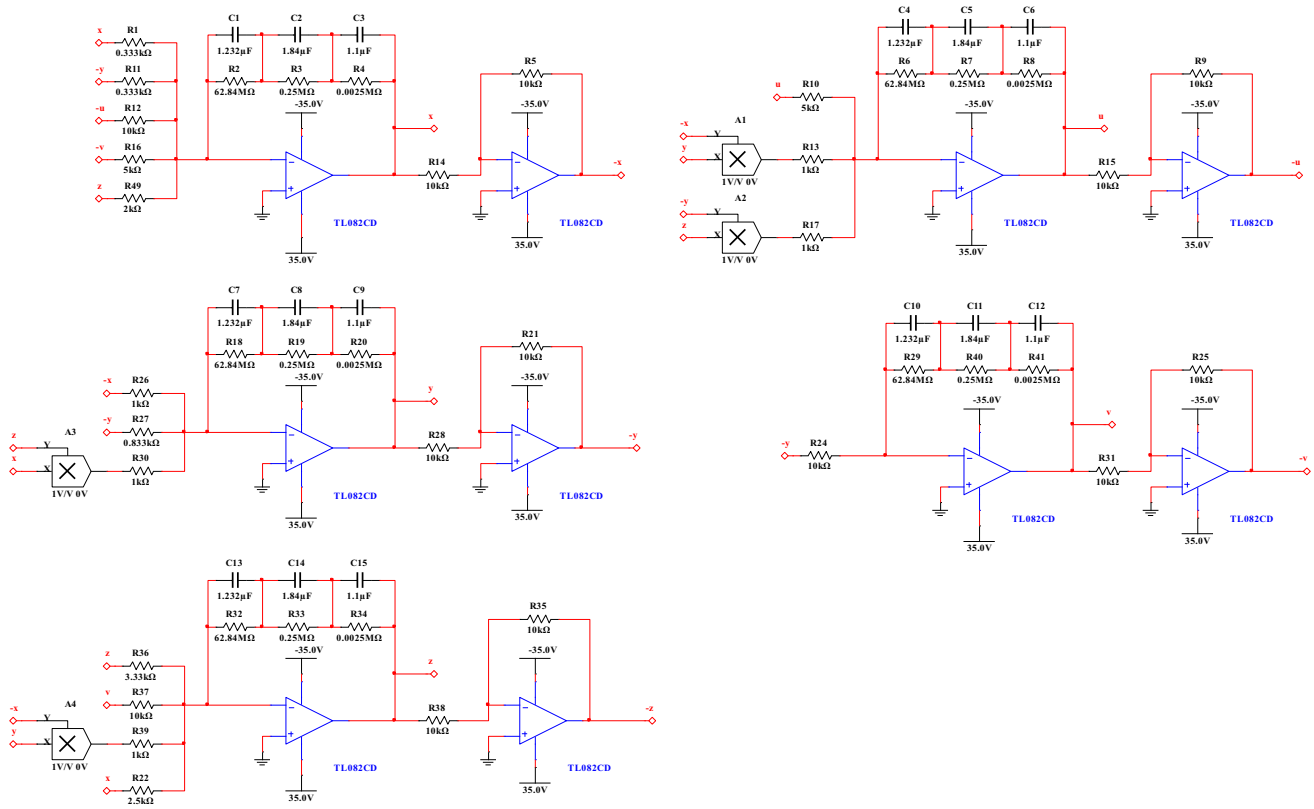 C1 C2 C3
1.232µF 1.84µF 1.1µF
R2 R3 R4
62.84MΩ 0.25MΩ 0.0025MΩ
x R1
0.333kΩ
-y R11
0.333kΩ
-u R12
10kΩ
-v R16
5kΩ
z R49
2kΩ
-35.0V
35.0V
TL082CD
x
R14
10kΩ
R5
10kΩ
-35.0V
35.0V
TL082CD
-x
C4 C5 C6
1.232µF 1.84µF 1.1µF
R6 R7 R8
62.84MΩ 0.25MΩ 0.0025MΩ
u R10
5kΩ
-x A1
Y
y X
1V/V 0V
R13
1kΩ
-y A2
Y
z X
1V/V 0V
R17
1kΩ
-35.0V
35.0V
TL082CD
u
R15
10kΩ
R9
10kΩ
-35.0V
35.0V
TL082CD
-u
C7 C8 C9
1.232µF 1.84µF 1.1µF
R18 R19 R20
62.84MΩ 0.25MΩ 0.0025MΩ
-x R26
1kΩ
-y R27
0.833kΩ
z A3
Y
x X
1V/V 0V
R30
1kΩ
-35.0V
35.0V
TL082CD
y
R28
10kΩ
R21
10kΩ
-35.0V
35.0V
TL082CD
-y
C10 C11 C12
1.232µF 1.84µF 1.1µF
R29 R40 R41
62.84MΩ 0.25MΩ 0.0025MΩ
-y R24
10kΩ
-35.0V
35.0V
TL082CD
v
R31
10kΩ
R25
10kΩ
-35.0V
35.0V
TL082CD
-v
C13 C14 C15
1.232µF 1.84µF 1.1µF
R32 R33 R34
62.84MΩ 0.25MΩ 0.0025MΩ
z R36
3.33kΩ
v R37
10kΩ
-x A4
Y
y X
1V/V 0V
R39
1kΩ
x R22
2.5kΩ
-35.0V
35.0V
TL082CD
z
R38
10kΩ
R35
10kΩ
-35.0V
35.0V
TL082CD
-z